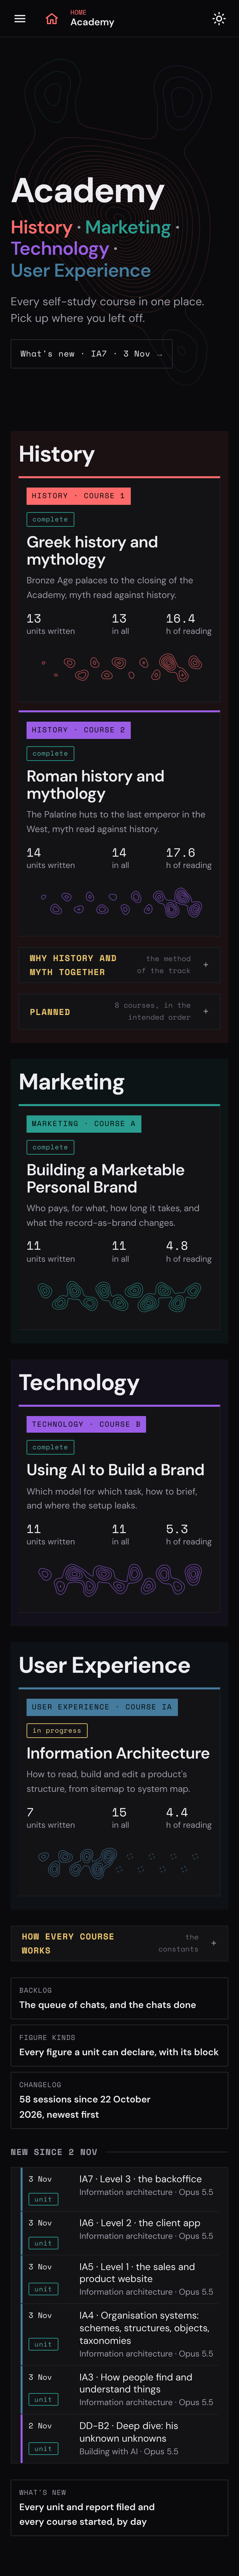 HOME
Academy
Academy
History · Marketing ·
Technology ·
User Experience
Every self-study course in one place.
Pick up where you left off.
What's new · IA7 · 3 Nov →
History
HISTORY · COURSE 1
complete
Greek history and
mythology
Bronze Age palaces to the closing of the
Academy, myth read against history.
13 13 16.4
units written in all h of reading
HISTORY · COURSE 2
complete
Roman history and
mythology
The Palatine huts to the last emperor in the
West, myth read against history.
14 14 17.6
units written in all h of reading
WHY HISTORY AND
MYTH TOGETHER
the method
of the track
+
PLANNED
8 courses, in the
intended order
+
Marketing
MARKETING · COURSE A
complete
Building a Marketable
Personal Brand
Who pays, for what, how long it takes, and
what the record-as-brand changes.
11 11 4.8
units written in all h of reading
Technology
TECHNOLOGY · COURSE B
complete
Using AI to Build a Brand
Which model for which task, how to brief,
and where the setup leaks.
11 11 5.3
units written in all h of reading
User Experience
USER EXPERIENCE · COURSE IA
in progress
Information Architecture
How to read, build and edit a product's
structure, from sitemap to system map.
7 15 4.4
units written in all h of reading
HOW EVERY COURSE
WORKS
the
constants
+
BACKLOG
The queue of chats, and the chats done
FIGURE KINDS
Every figure a unit can declare, with its block
CHANGELOG
58 sessions since 22 October
2026, newest first
NEW SINCE 2 NOV
3 Nov IA7 · Level 3 · the backoffice
unit Information architecture · Opus 5.5
3 Nov IA6 · Level 2 · the client app
unit Information architecture · Opus 5.5
3 Nov IA5 · Level 1 · the sales and
product website
unit Information architecture · Opus 5.5
3 Nov IA4 · Organisation systems:
schemes, structures, objects,
taxonomies
unit Information architecture · Opus 5.5
3 Nov IA3 · How people find and
understand things
unit Information architecture · Opus 5.5
2 Nov DD-B2 · Deep dive: his
unknown unknowns
unit Building with AI · Opus 5.5
WHAT'S NEW
Every unit and report filed and
every course started, by day